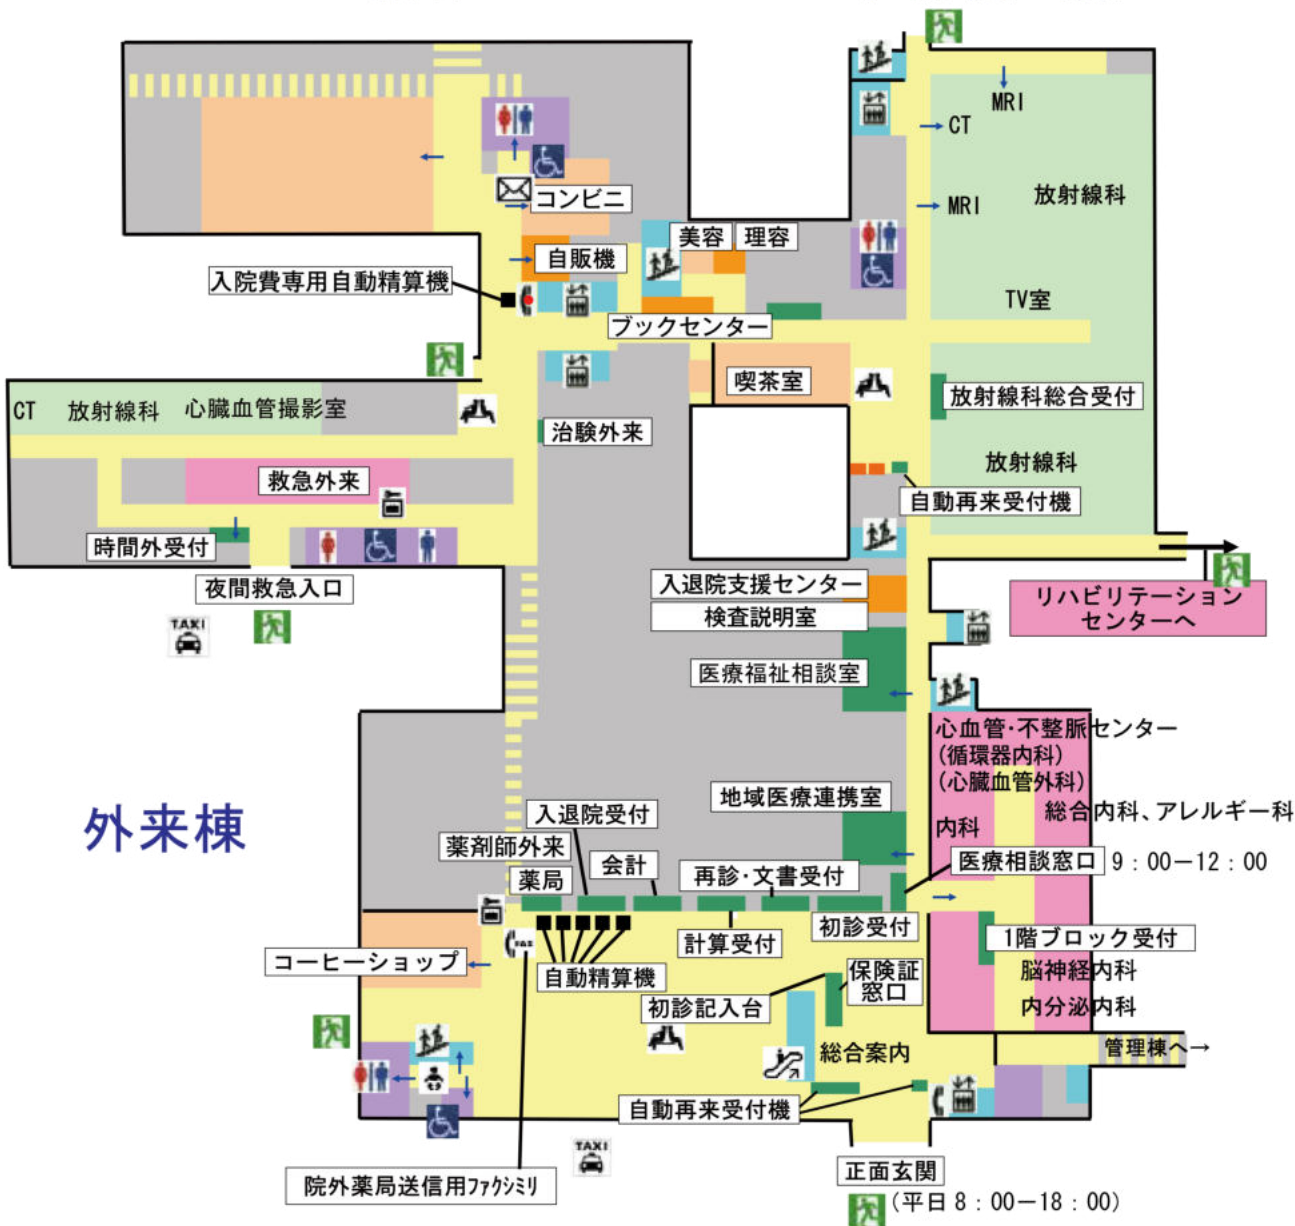 MRI
CT
MRI
放射線科
コンビニ
美容
理容
自販機
入院費専用自動精算機
TV室
ブックセンター
喫茶室
放射線科総合受付
CT
放射線科
心臓血管撮影室
治験外来
放射線科
救急外来
自動再来受付機
時間外受付
夜間救急入口
入退院支援センター
リハビリテーション
センターへ
検査説明室
TAXI
医療福祉相談室
心血管・不整脈センター
(循環器内科)
(心臓血管外科)
外来棟
地域医療連携室
総合内科、アレルギー科
内科
入退院受付
薬剤師外来
会計
医療相談窓口
9：00－12：00
薬局
再診・文書受付
初診受付
計算受付
1階ブロック受付
FAX
コーヒーショップ
自動精算機
保険証
窓口
脳神経内科
初診記入台
内分泌内科
総合案内
管理棟へ→
自動再来受付機
TAXI
正面玄関
院外薬局送信用ファクシミリ
(平日8：00－18：00)